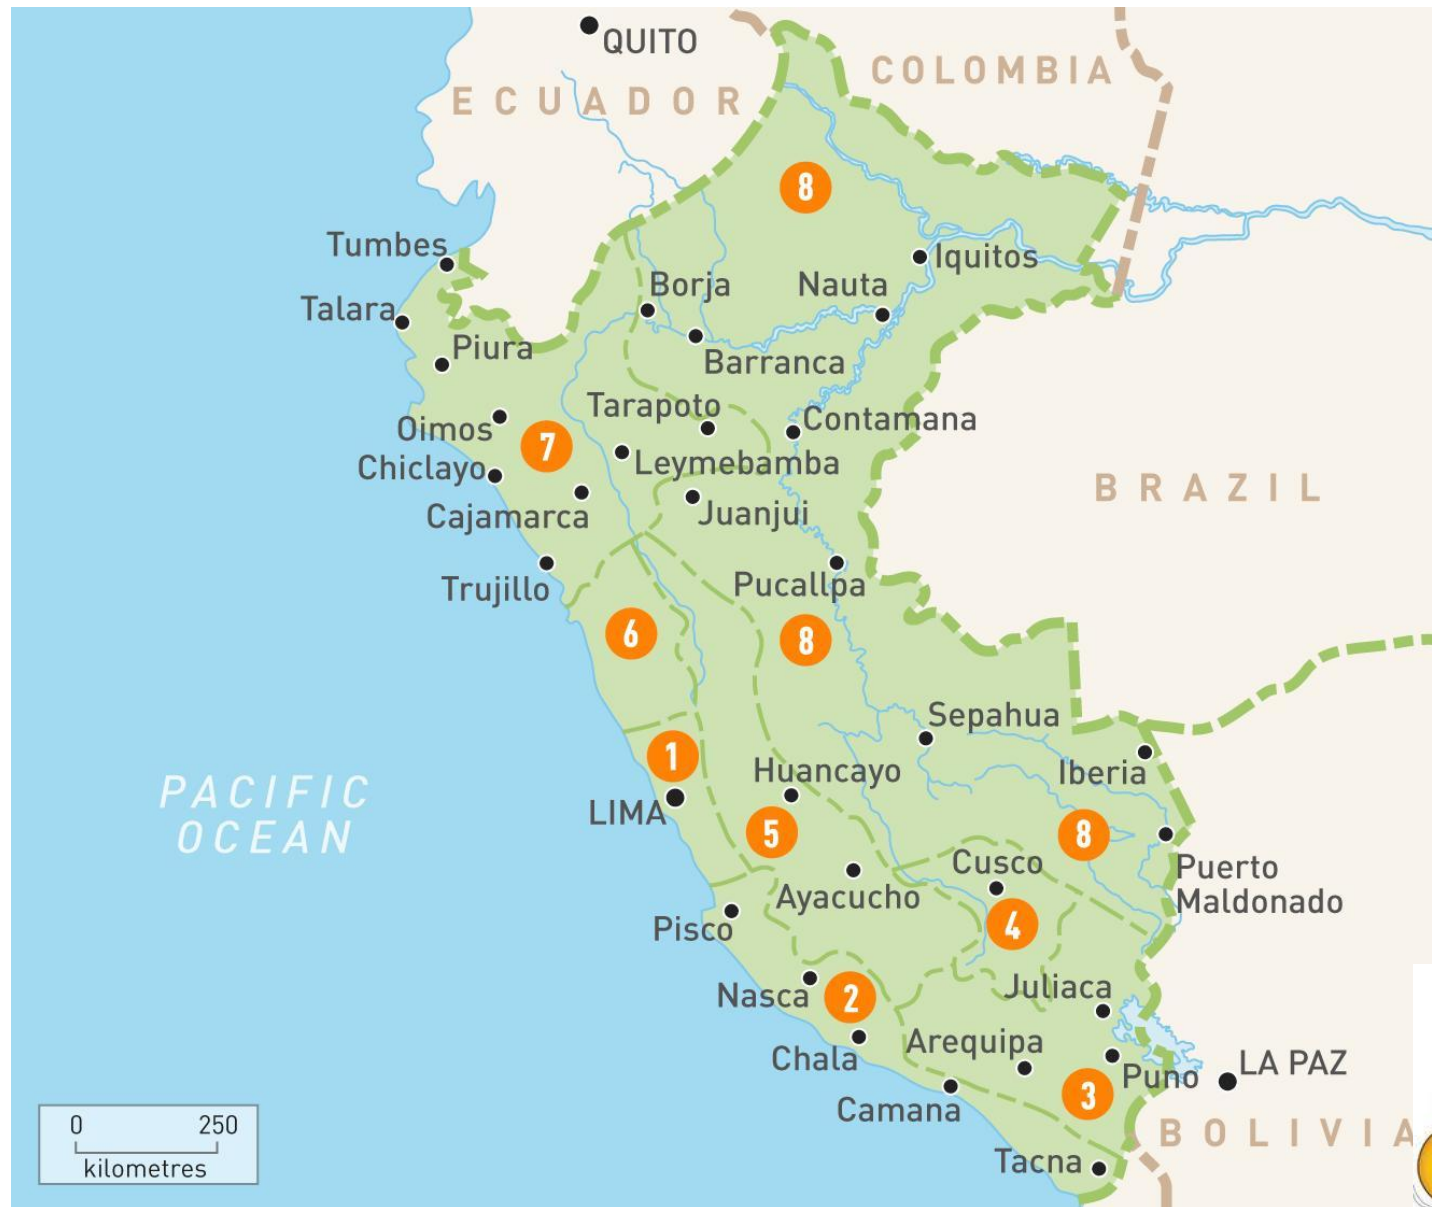 QUITO
COLOMBIA
ECUADOR
8
Tumbes
Iquitos
Borja
Nauta
Talara
Piura
Barranca
Tarapoto
Contamana
Oimos
7
Leymebamba
Chiclayo
BRAZIL
Cajamarca
Juanjui
Trujillo
Pucallpa
6
8
Sepahua
1
Huancayo
Iberia
PACIFIC
OCEAN
LIMA
5
8
Cusco
Puerto
Maldonado
Ayacucho
4
Pisco
Juliaca
Nasca
2
Chala
Arequipa
LA PAZ
Puno
3
Camana
0 250
kilometres
BOLIVIA
Tacna